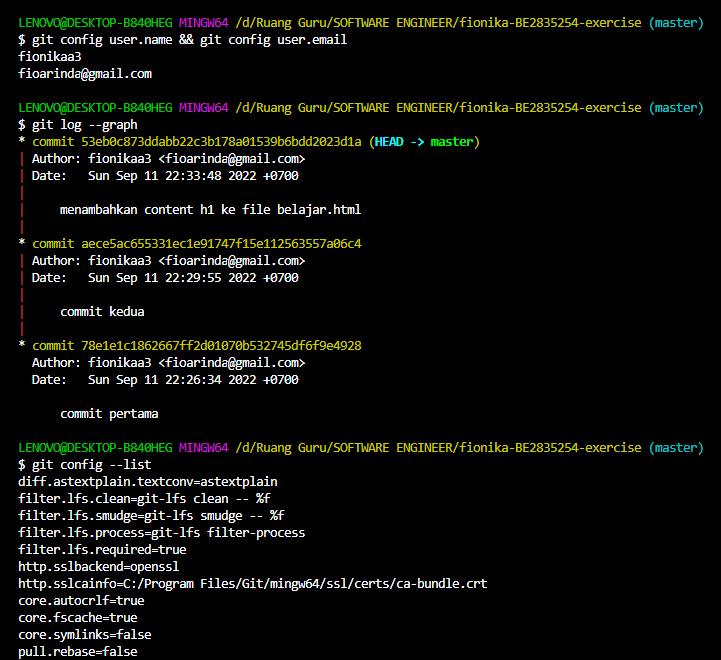 LENOVO@DESKTOP-B840HEG MINGW64 /d/Ruang Guru/SOFTWARE ENGINEER/fionika-BE2835254-exercise (master)
$ git config user.name && git config user.email
fionikaa3
fioarinda@gmail.com
LENOVO@DESKTOP-B840HEG MINGW64 /d/Ruang Guru/SOFTWARE ENGINEER/fionika-BE2835254-exercise (master)
$ git log --graph
* commit 53eb0c873ddabb22c3b178a01539b6bdd2023d1a (HEAD -> master)
| Author: fionikaa3 <fioarinda@gmail.com>
| Date:   Sun Sep 11 22:33:48 2022 +0700
|
|     menambahkan content h1 ke file belajar.html
|
* commit aece5ac655331ec1e91747f15e112563557a06c4
| Author: fionikaa3 <fioarinda@gmail.com>
| Date:   Sun Sep 11 22:29:55 2022 +0700
|
|     commit kedua
|
* commit 78e1e1c1862667ff2d01070b532745df6f9e4928
  Author: fionikaa3 <fioarinda@gmail.com>
  Date:   Sun Sep 11 22:26:34 2022 +0700
      commit pertama
LENOVO@DESKTOP-B840HEG MINGW64 /d/Ruang Guru/SOFTWARE ENGINEER/fionika-BE2835254-exercise (master)
$ git config --list
diff.astextplain.textconv=astextplain
filter.lfs.clean=git-lfs clean -- %f
filter.lfs.smudge=git-lfs smudge -- %f
filter.lfs.process=git-lfs filter-process
filter.lfs.required=true
http.sslbackend=openssl
http.sslcainfo=C:/Program Files/Git/mingw64/ssl/certs/ca-bundle.crt
core.autocrlf=true
core.fscache=true
core.symlinks=false
pull.rebase=false